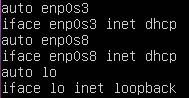 auto enp0s3
iface enp0s3 inet dhcp
auto enp0s8
iface enp0s8 inet dhcp
auto lo
iface lo inet loopback